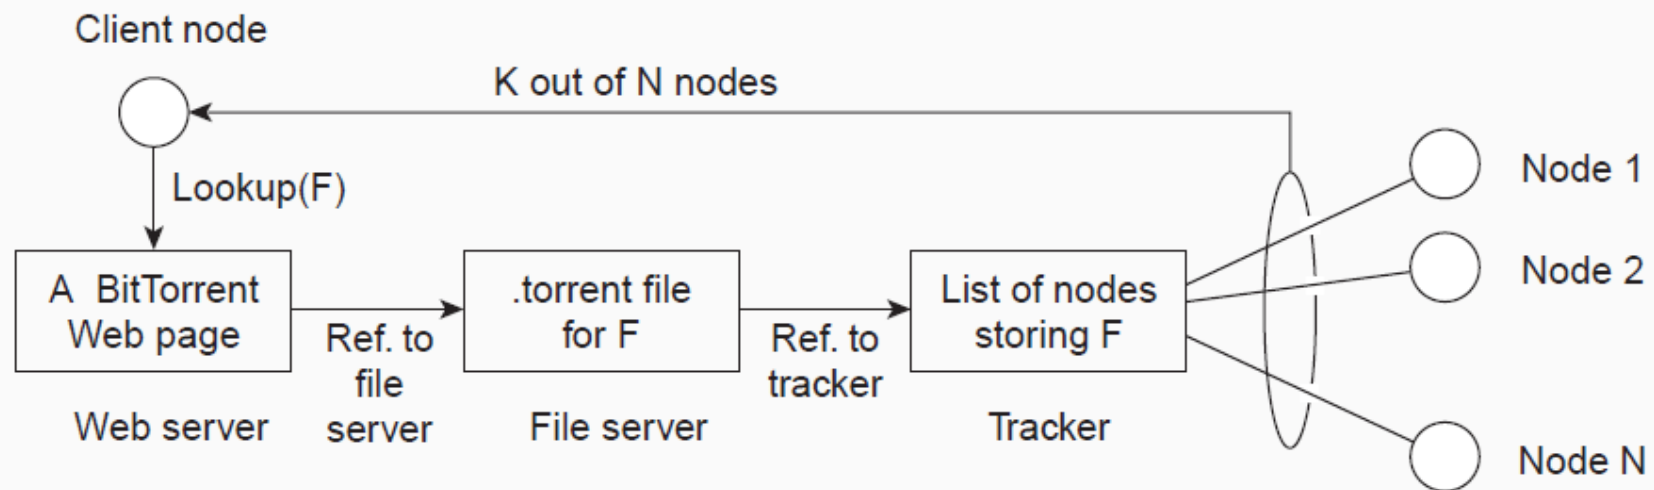 Client node
K out of N nodes
Lookup(F)
Node 1
Node 2
A BitTorrent
Web page
Ref. to
file
server
.torrent file
for F
Ref. to
tracker
List of nodes
storing F
Web server
File server
Tracker
Node N